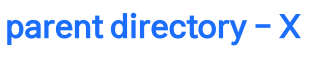 parent directory – X